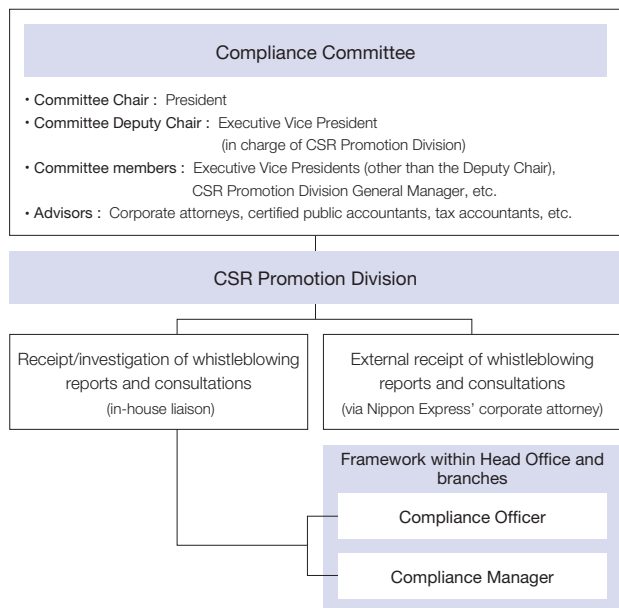 Compliance Committee
・Committee Chair : President
・Committee Deputy Chair : Executive Vice President
(in charge of CSR Promotion Division)
・Committee members : Executive Vice Presidents (other than the Deputy Chair),
CSR Promotion Division General Manager, etc.
・Advisors : Corporate attorneys, certified public accountants, tax accountants, etc.
CSR Promotion Division
Receipt/investigation of whistleblowing
reports and consultations
(in-house liaison)
External receipt of whistleblowing
reports and consultations
(via Nippon Express’ corporate attorney)
Framework within Head Office and
branches
Compliance Officer
Compliance Manager